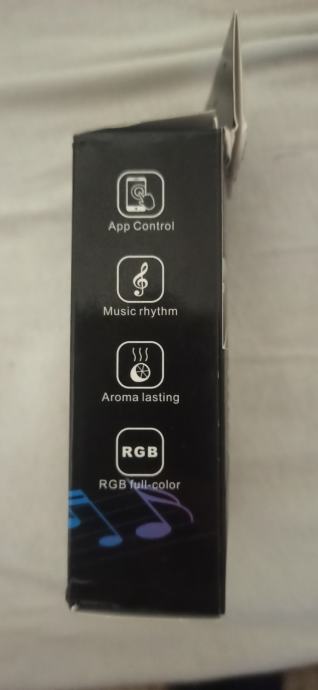 App Control
Music rhythm
Aroma lasting
RGB
RGB full-color